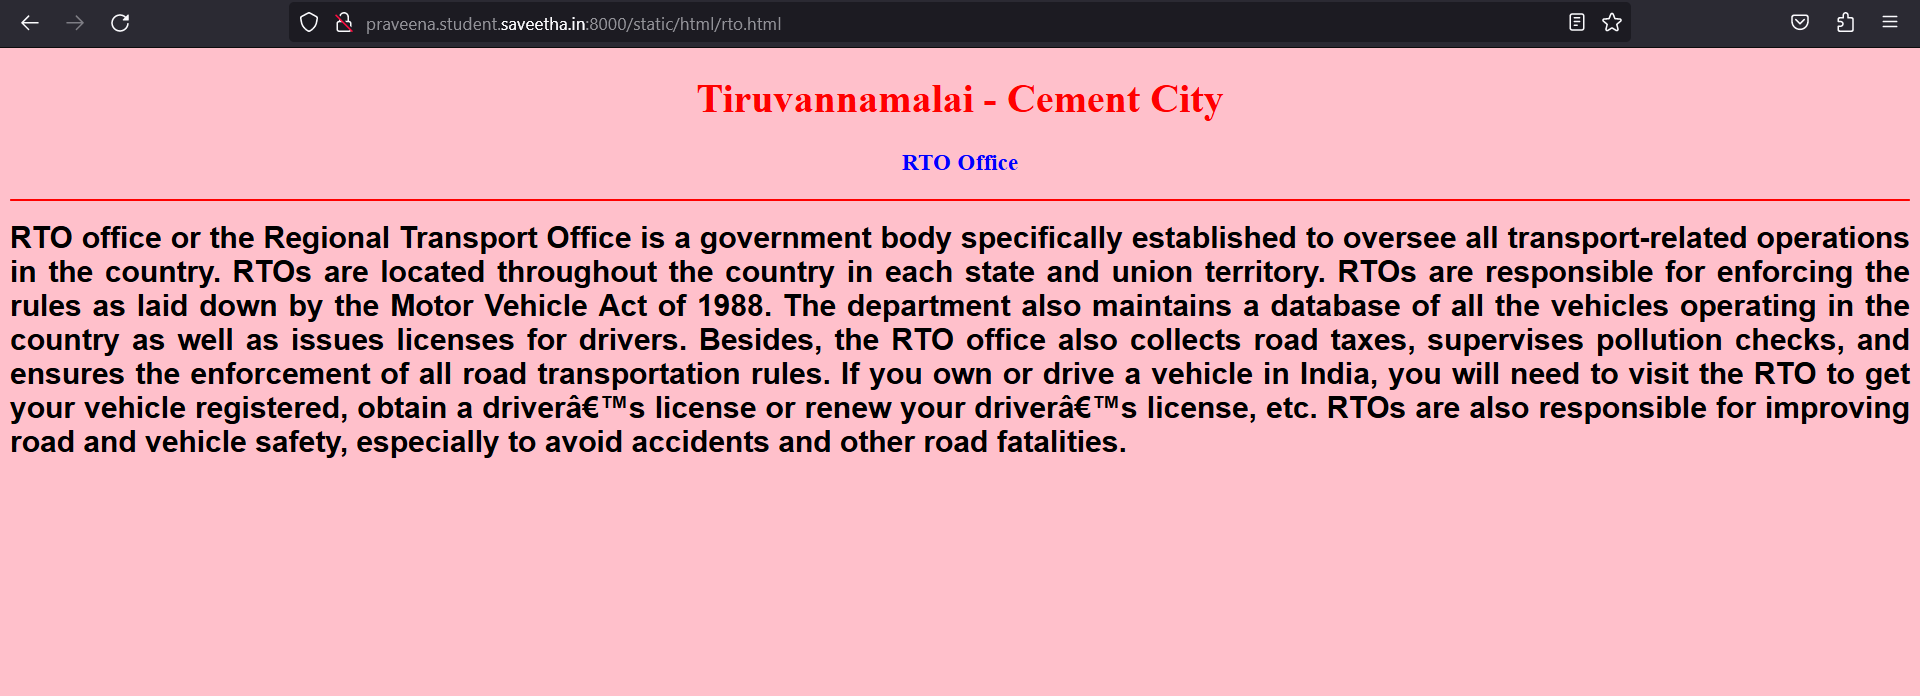 praveena.student.saveetha.in:8000/static/html/rto.html
Tiruvannamalai - Cement City
RTO Office
RTO office or the Regional Transport Office is a government body specifically established to oversee all transport-related operations
in the country. RTOs are located throughout the country in each state and union territory. RTOs are responsible for enforcing the
rules as laid down by the Motor Vehicle Act of 1988. The department also maintains a database of all the vehicles operating in the
country as well as issues licenses for drivers. Besides, the RTO office also collects road taxes, supervises pollution checks, and
ensures the enforcement of all road transportation rules. If you own or drive a vehicle in India, you will need to visit the RTO to get
your vehicle registered, obtain a driverâ€™s license or renew your driverâ€™s license, etc. RTOs are also responsible for improving
road and vehicle safety, especially to avoid accidents and other road fatalities.